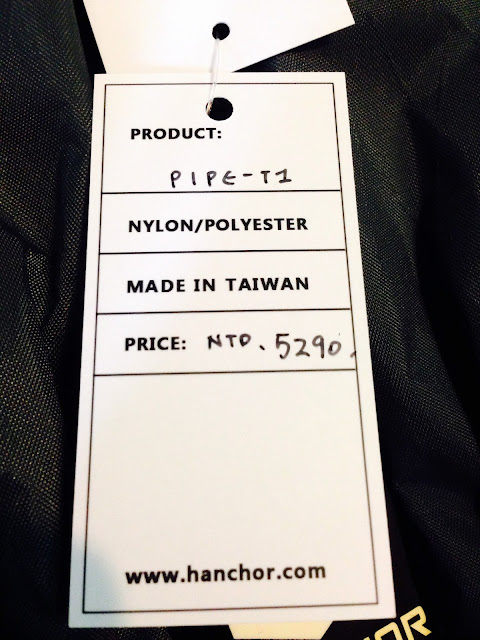 PRODUCT:
PIPE-T1
NYLON/POLYESTER
MADE IN TAIWAN
PRICE: NTD. 5290.
www.hanchor.com